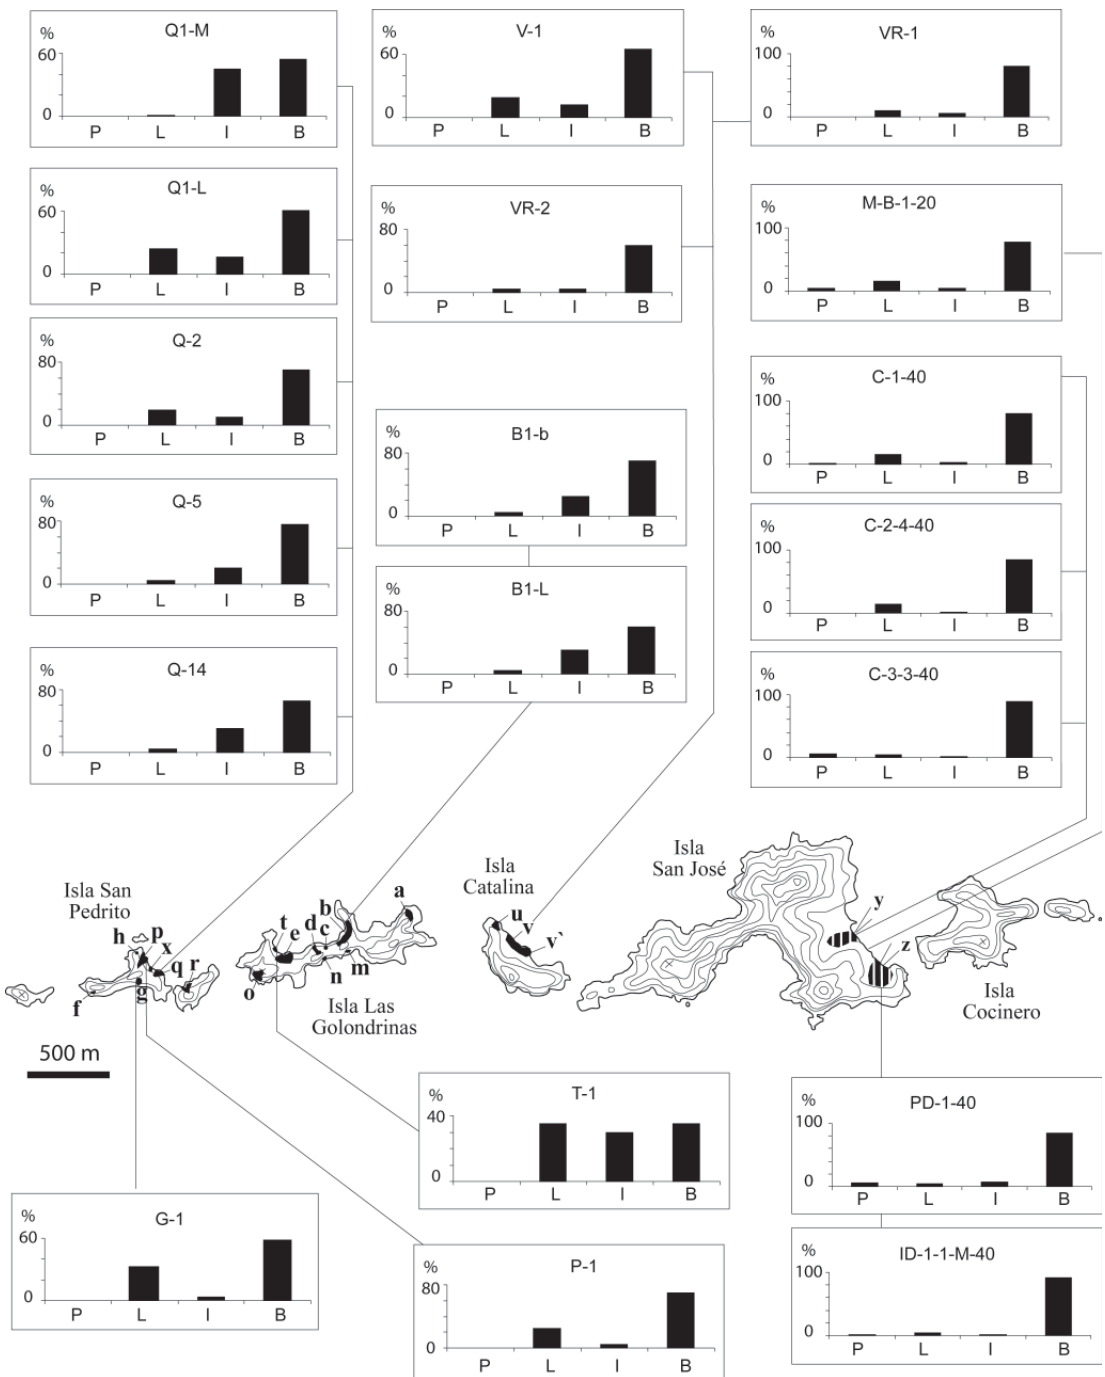 Q1-M
%
60
0
P L I B
V-1
%
60
0
P L I B
VR-1
%
100
0
P L I B
Q1-L
%
60
0
P L I B
VR-2
%
80
0
P L I B
M-B-1-20
%
100
0
P L I B
Q-2
%
80
0
P L I B
C-1-40
%
100
0
P L I B
B1-b
%
80
0
P L I B
Q-5
%
80
0
P L I B
C-2-4-40
%
100
0
P L I B
B1-L
%
80
0
P L I B
Q-14
%
80
0
P L I B
C-3-3-40
%
100
0
P L I B
Isla San
Pedrito
h p x q r g f
t e d c b a
o n m
Isla Las
Golondrinas
Isla
Catalina
u v v`
Isla
San José
y
z
Isla
Cocinero
500 m
T-1
%
40
0
P L I B
PD-1-40
%
100
0
P L I B
G-1
%
60
0
P L I B
P-1
%
80
0
P L I B
ID-1-1-M-40
%
100
0
P L I B